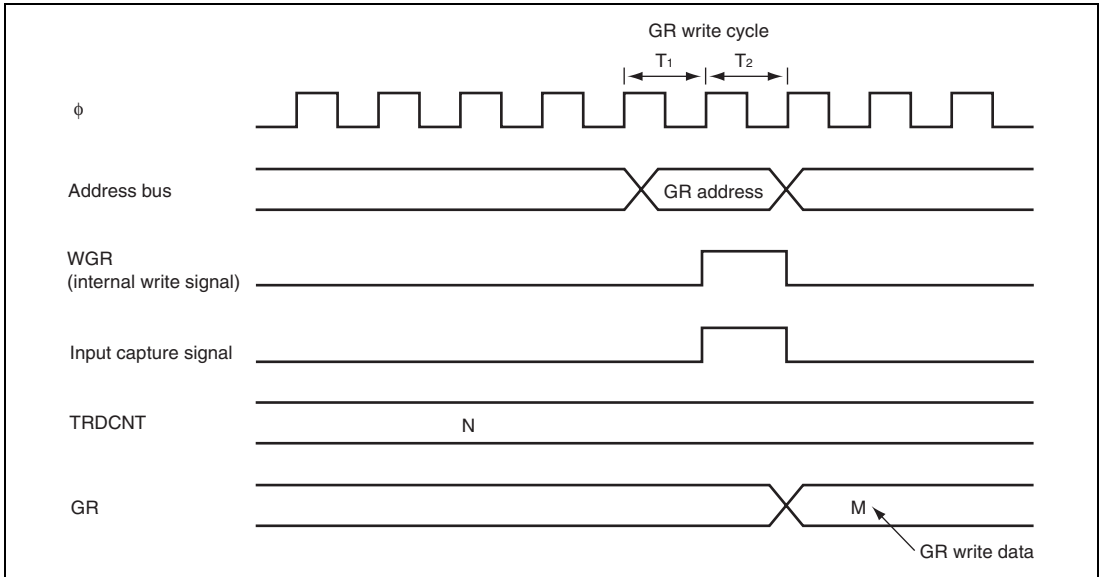 GR write cycle
T1 T2
ϕ
Address bus
GR address
WGR
(internal write signal)
Input capture signal
TRDCNT
N
GR
M
GR write data